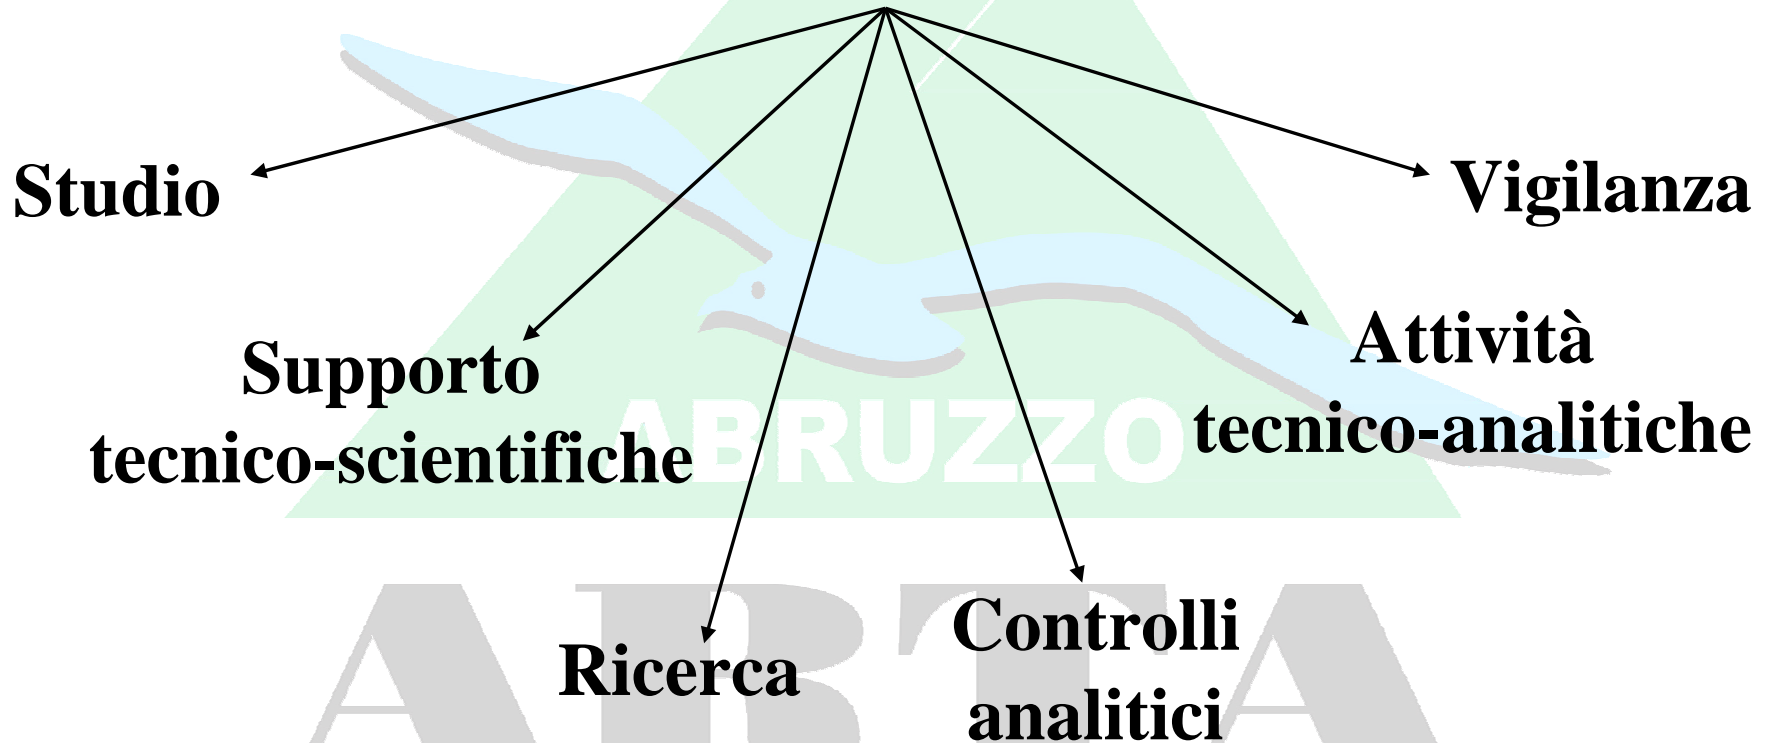 Studio
Vigilanza
Supporto
tecnico-scientifiche
Attività
tecnico-analitiche
ABRUZZO
Ricerca
Controlli
analitici
ARTA